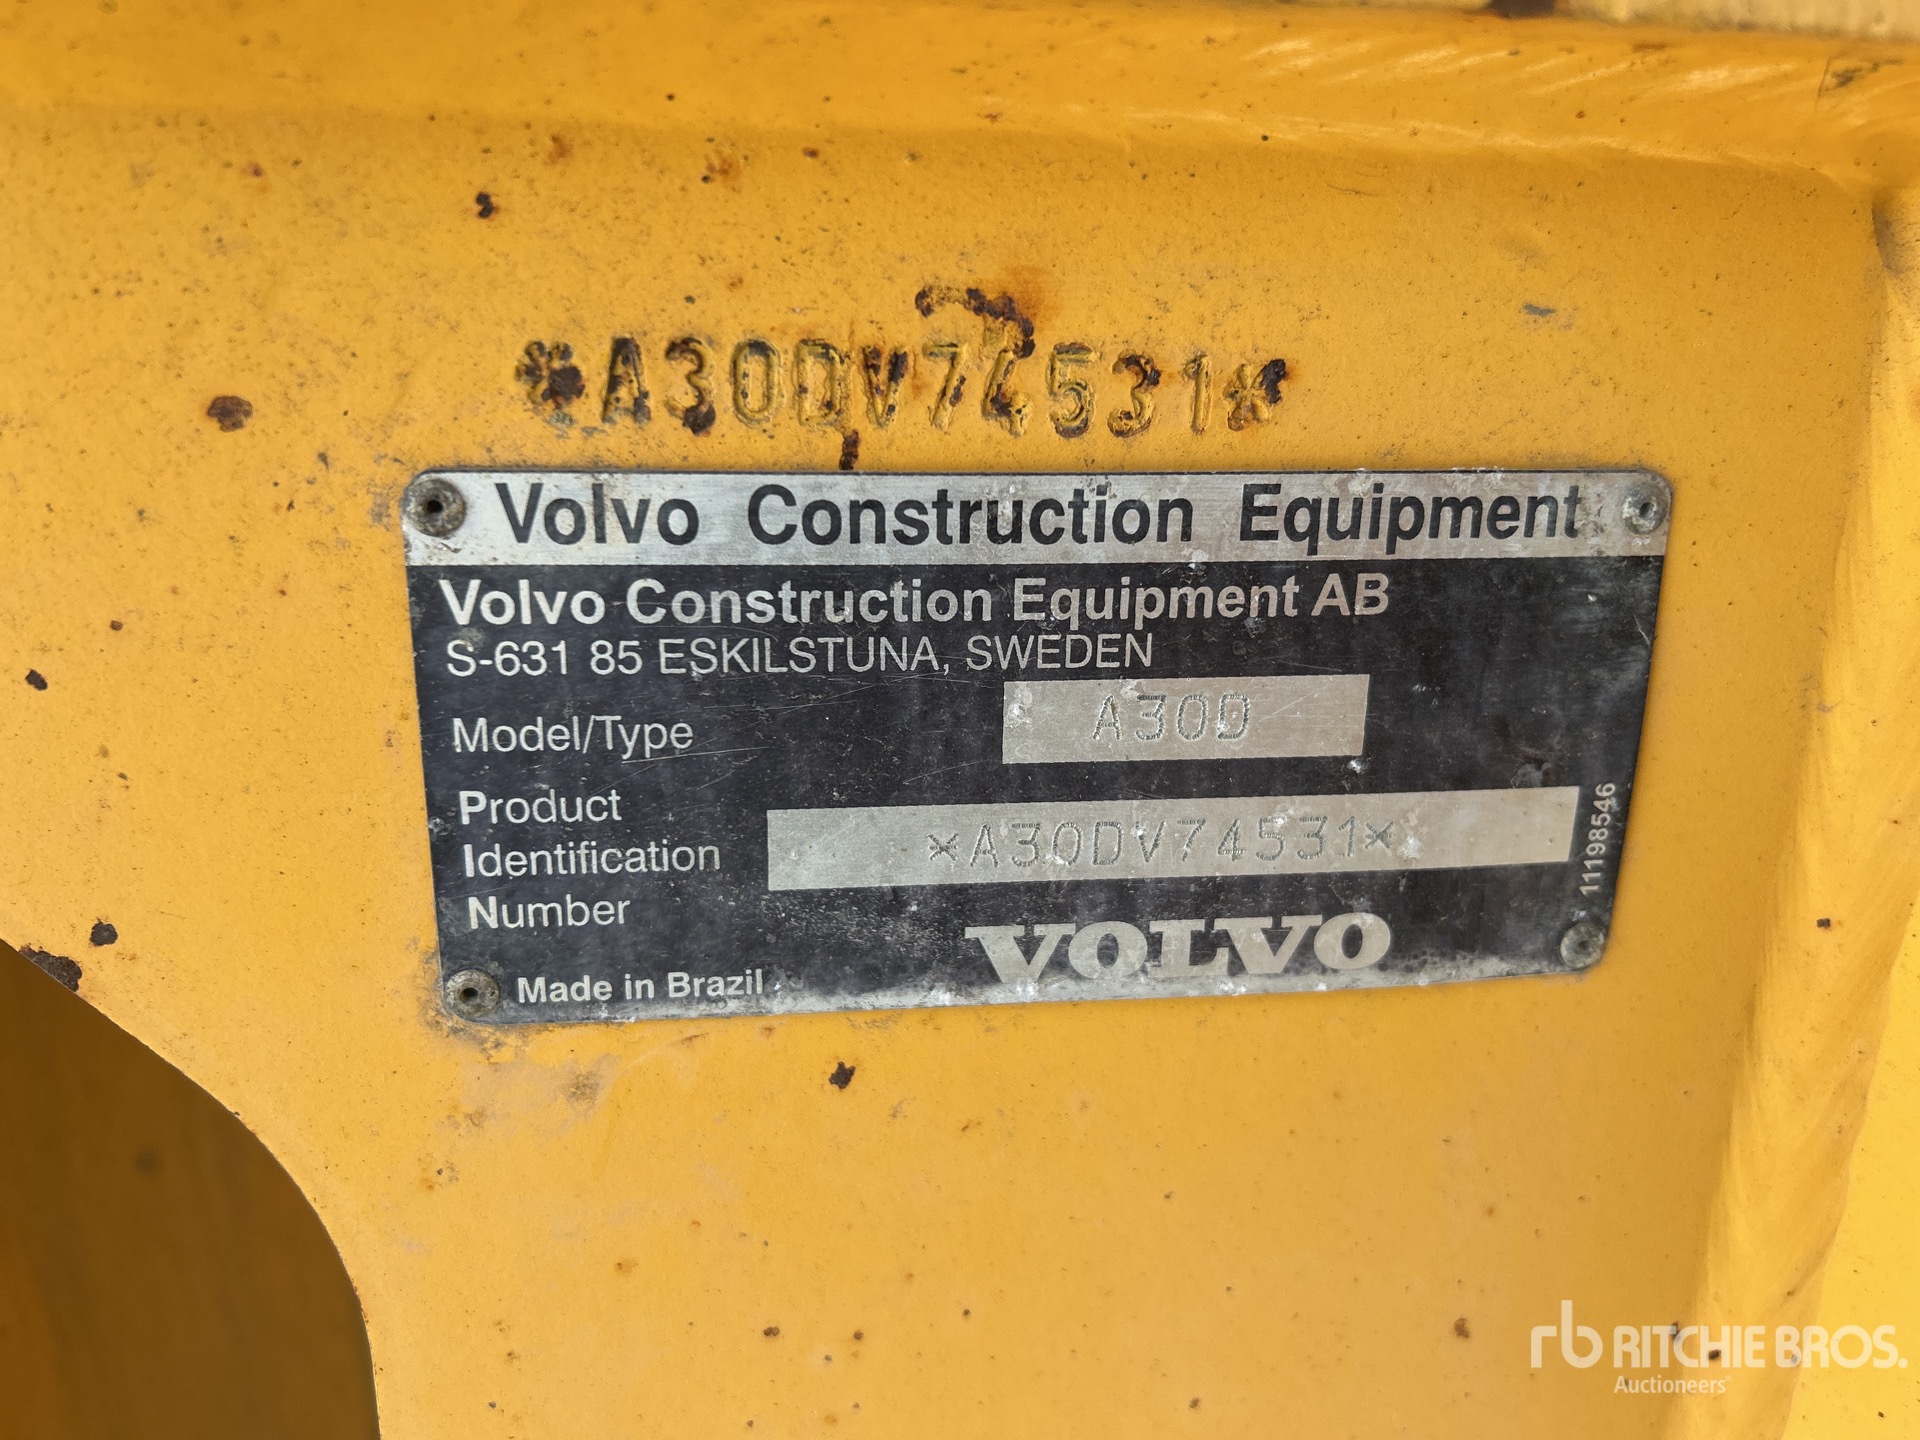 *A30DV74531*
Volvo Construction Equipment
Volvo Construction Equipment AB
S-631 85 ESKILSTUNA, SWEDEN
Model/Type A30D
Product
Identification *A30DV74531*
Number
11198546
Made in Brazil VOLVO
rb RITCHIE BROS.
Auctioneers